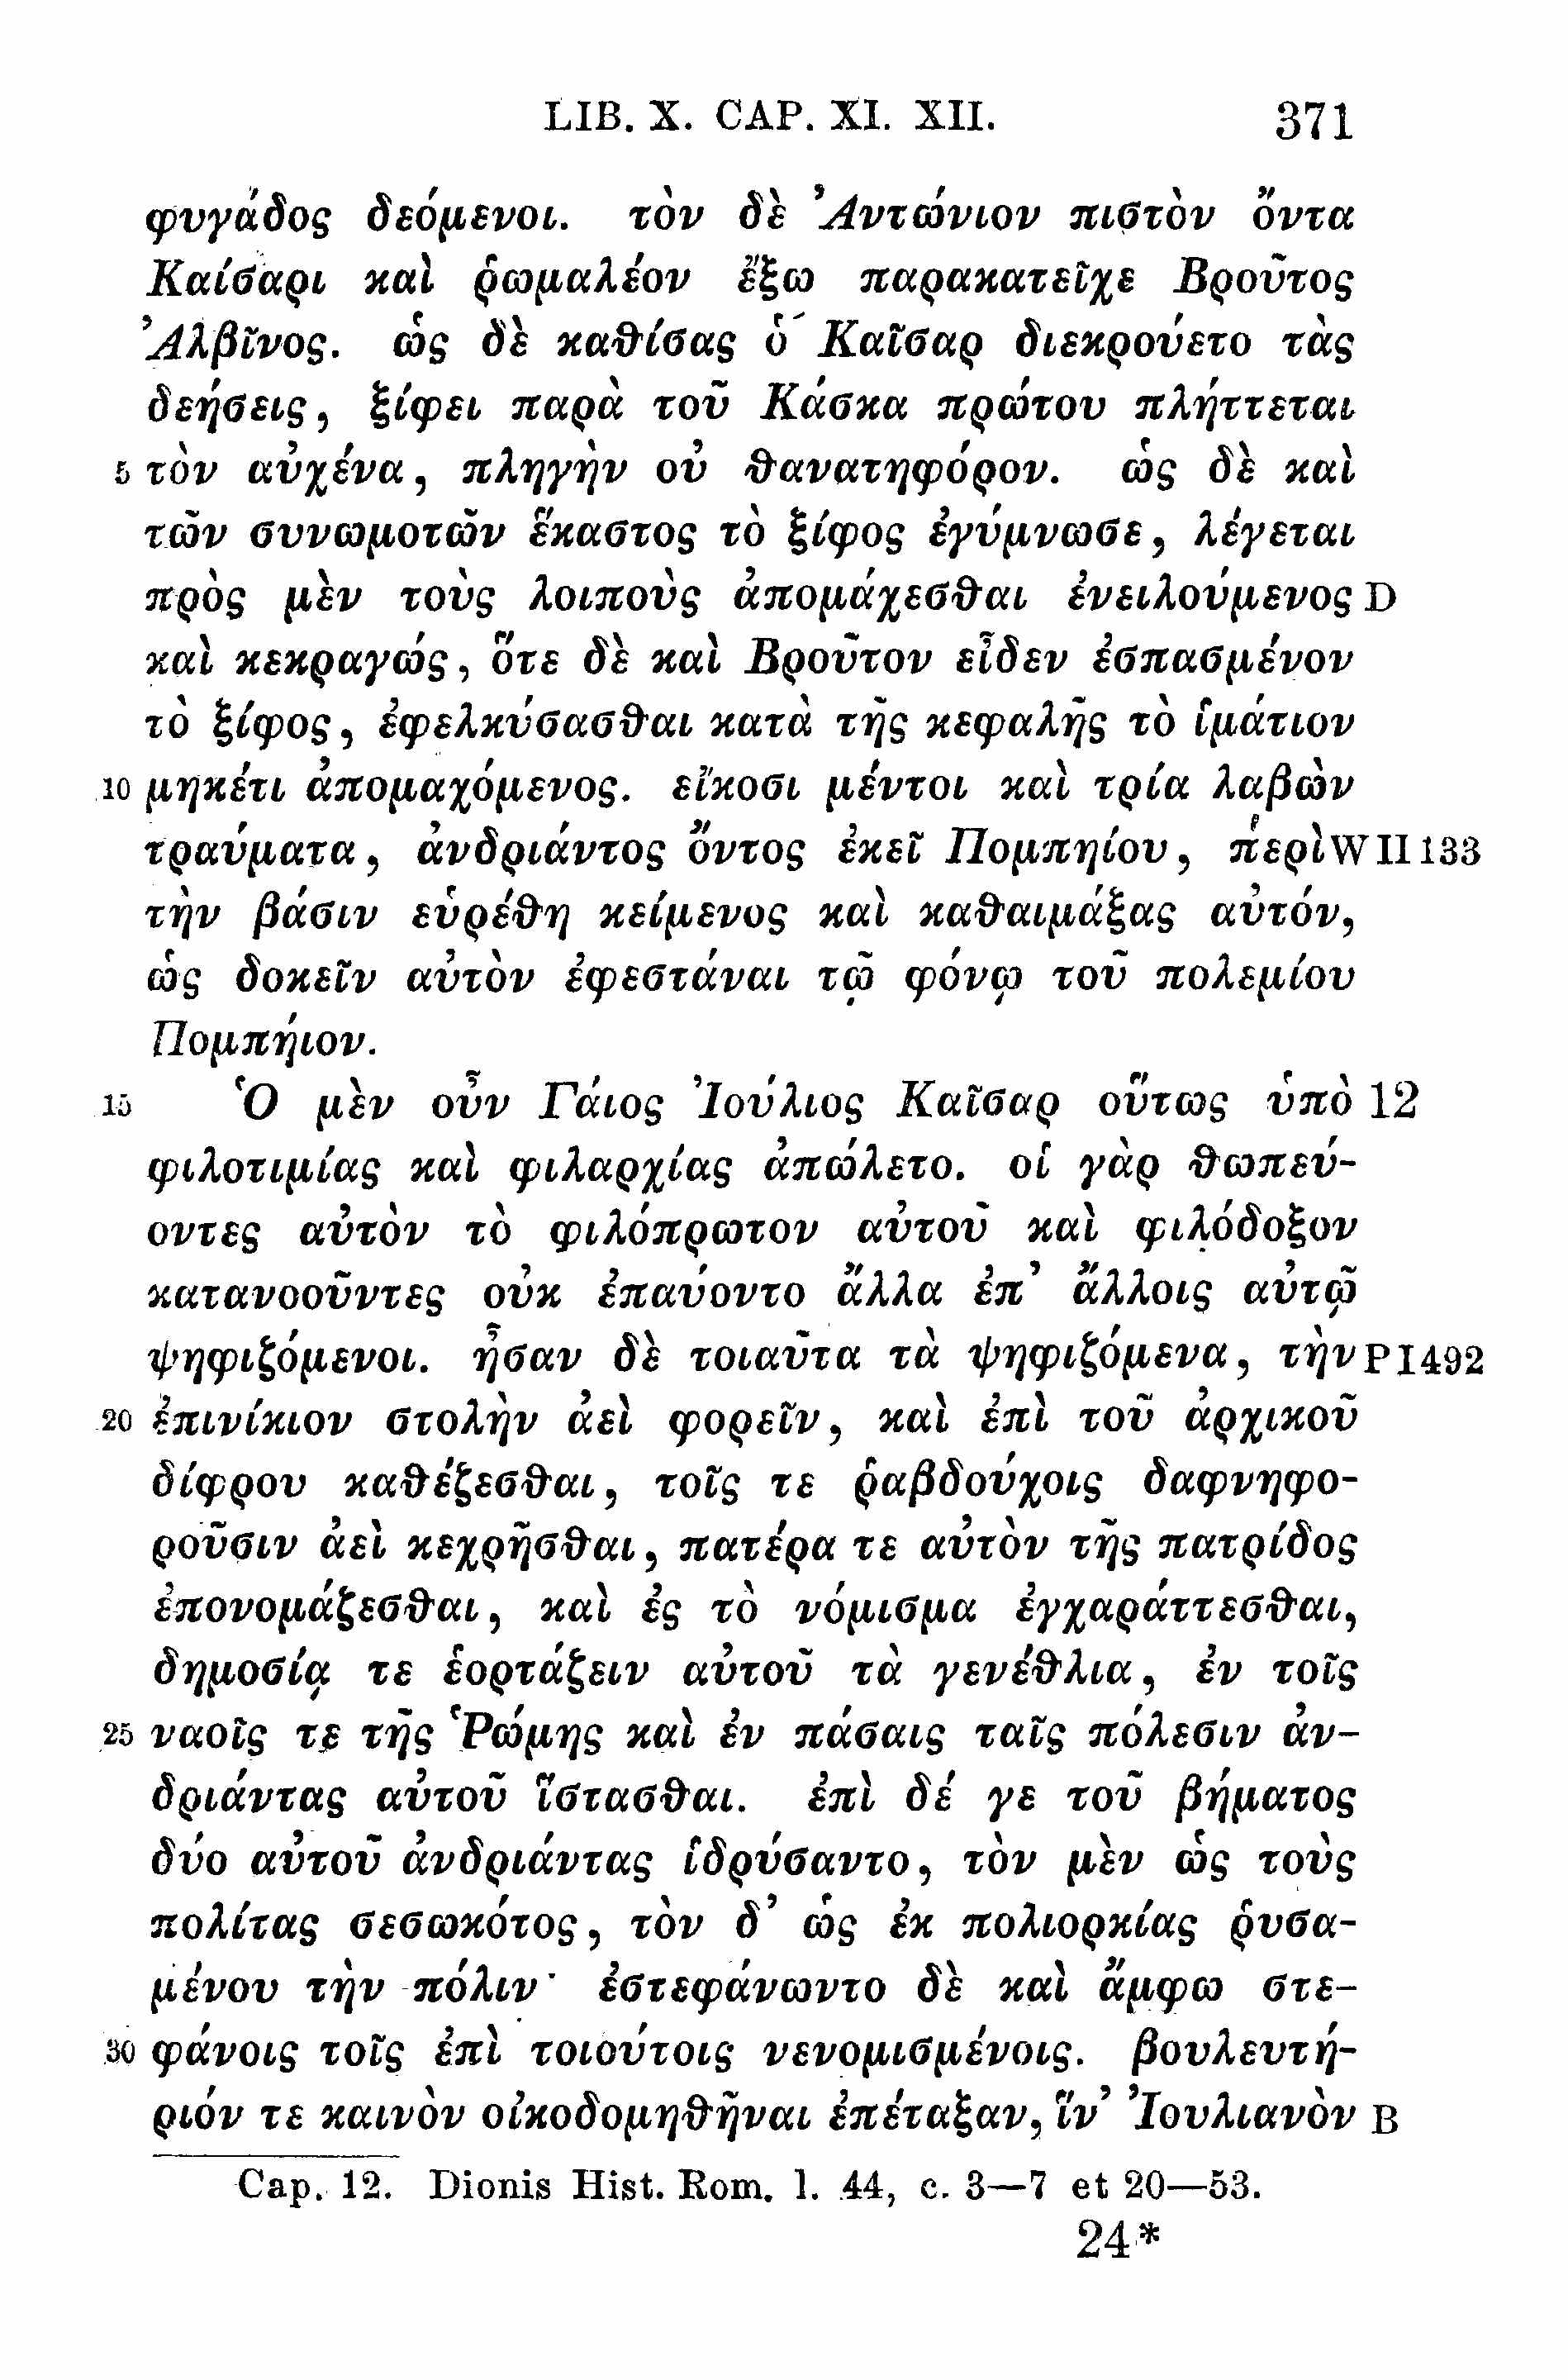 LIB. X. CAP. XI. XII. 371
φυγάδος δεόμενοι. τὸν δὲ Ἀντώνιον πιστὸν ὄντα
Καίσαρι καὶ ῥωμαλέον ἔξω παρακατεῖχε Βροῦτος
Ἀλβῖνος. ὡς δὲ καθίσας ὁ Καῖσαρ διεκρούετο τὰς
δεήσεις, ξίφει παρὰ τοῦ Κάσκα πρώτου πλήττεται
5 τὸν αὐχένα, πληγὴν οὐ θανατηφόρον. ὡς δὲ καὶ
τῶν συνωμοτῶν ἕκαστος τὸ ξίφος ἐγύμνωσε, λέγεται
πρὸς μὲν τοὺς λοιποὺς ἀπομάχεσθαι ἐνειλούμενος D
καὶ κεκραγώς, ὅτε δὲ καὶ Βροῦτον εἶδεν ἐσπασμένον
τὸ ξίφος, ἐφελκύσασθαι κατὰ τῆς κεφαλῆς τὸ ἱμάτιον
10 μηκέτι ἀπομαχόμενος. εἴκοσι μέντοι καὶ τρία λαβὼν
τραύματα, ἀνδριάντος ὄντος ἐκεῖ Πομπηίου, περὶ W II 133
τὴν βάσιν εὑρέθη κείμενος καὶ καθαιμάξας αὐτόν,
ὡς δοκεῖν αὐτὸν ἐφεστάναι τῷ φόνῳ τοῦ πολεμίου
Πομπήιον.
15 Ὁ μὲν οὖν Γάιος Ἰούλιος Καῖσαρ οὕτως ὑπὸ 12
φιλοτιμίας καὶ φιλαρχίας ἀπώλετο. οἱ γὰρ θωπεύ-
οντες αὐτὸν τὸ φιλόπρωτον αὐτοῦ καὶ φιλόδοξον
κατανοοῦντες οὐκ ἐπαύοντο ἄλλα ἐπ’ ἄλλοις αὐτῷ
ψηφιζόμενοι. ἦσαν δὲ τοιαῦτα τὰ ψηφιζόμενα, τὴν P I 492
20 ἐπινίκιον στολὴν ἀεὶ φορεῖν, καὶ ἐπὶ τοῦ ἀρχικοῦ
δίφρου καθέζεσθαι, τοῖς τε ῥαβδούχοις δαφνηφο-
ροῦσιν ἀεὶ κεχρῆσθαι, πατέρα τε αὐτὸν τῆς πατρίδος
ἐπονομάζεσθαι, καὶ ἐς τὸ νόμισμα ἐγχαράττεσθαι,
δημοσίᾳ τε ἑορτάζειν αὐτοῦ τὰ γενέθλια, ἐν τοῖς
25 ναοῖς τε τῆς Ῥώμης καὶ ἐν πάσαις ταῖς πόλεσιν ἀν-
δριάντας αὐτοῦ ἵστασθαι. ἐπὶ δέ γε τοῦ βήματος
δύο αὐτοῦ ἀνδριάντας ἱδρύσαντο, τὸν μὲν ὡς τοὺς
πολίτας σεσωκότος, τὸν δ’ ὡς ἐκ πολιορκίας ῥυσα-
μένου τὴν πόλιν· ἐστεφάνωντο δὲ καὶ ἄμφω στε-
30 φάνοις τοῖς ἐπὶ τοιούτοις νενομισμένοις. βουλευτή-
ριόν τε καινὸν οἰκοδομηθῆναι ἐπέταξαν, ἵν’ Ἰουλιανὸν B
Cap. 12. Dionis Hist. Rom. l. 44, c. 3—7 et 20—53.
24*